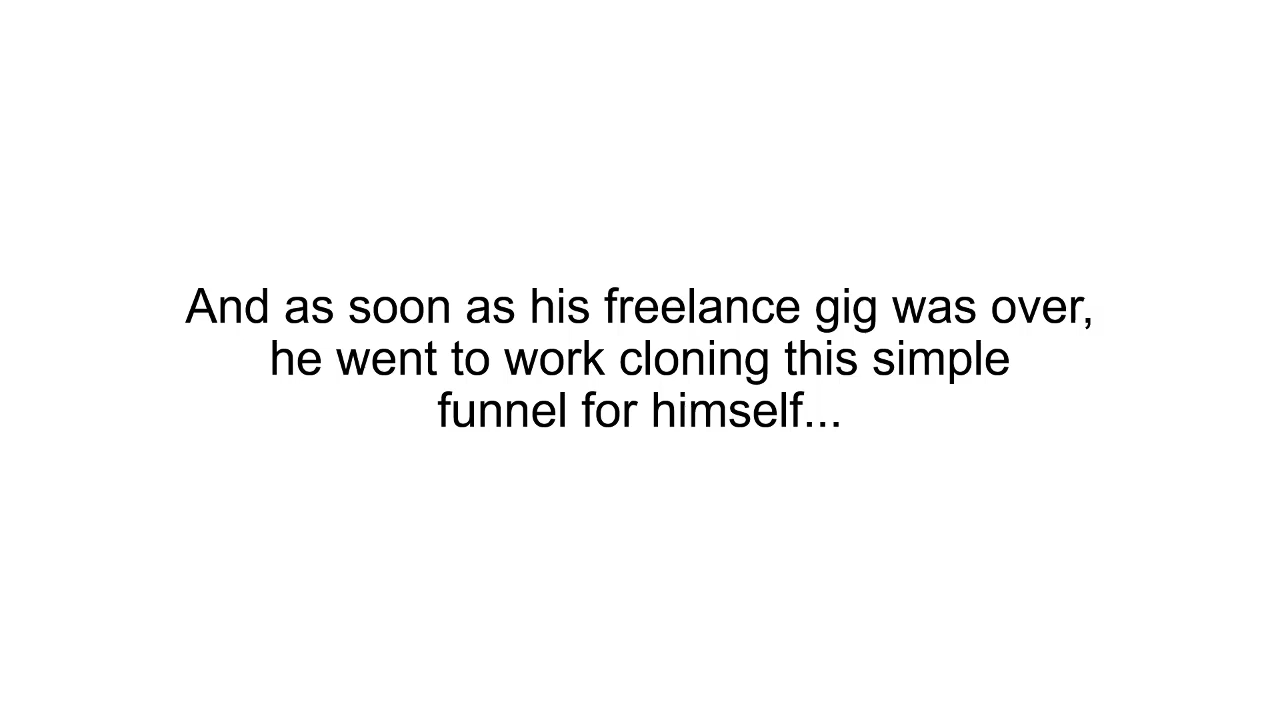 And as soon as his freelance gig was over,
he went to work cloning this simple
funnel for himself...